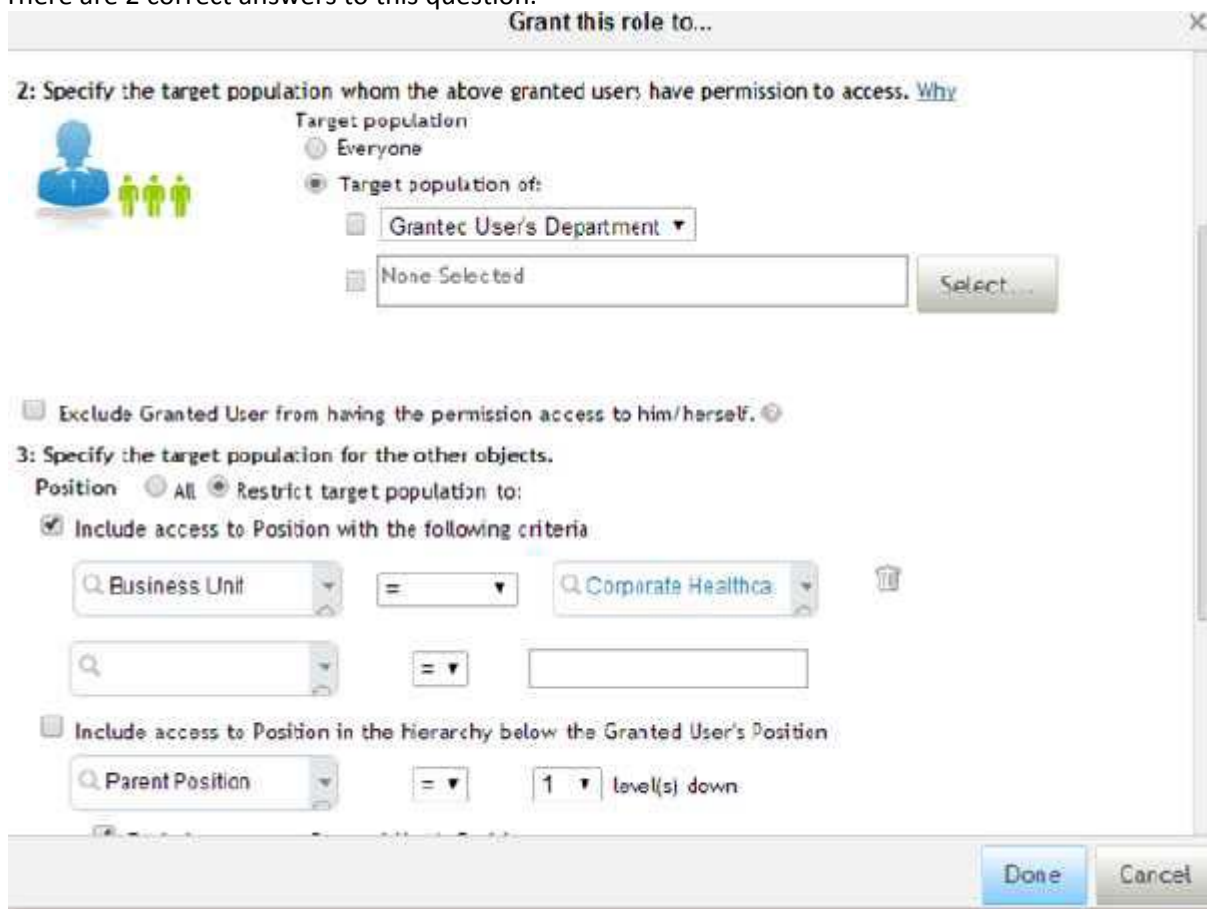 There are 2 correct answers to this question.
Grant this role to...
2: Specify the target population whom the above granted users have permission to access. Why
Target population
Everyone
Target population of:
Grantec User's Department
None Selected
Select...
Exclude Granted User from having the permission access to him/herself.
3: Specify the target population for the other objects.
Position All Restrict target population to:
Include access to Position with the following criteria
Business Unit = Corporate Healthca
=
Include access to Position in the Hierarchy below the Granted User's Position
Parent Position = 1 level(s) down
Done Cancel